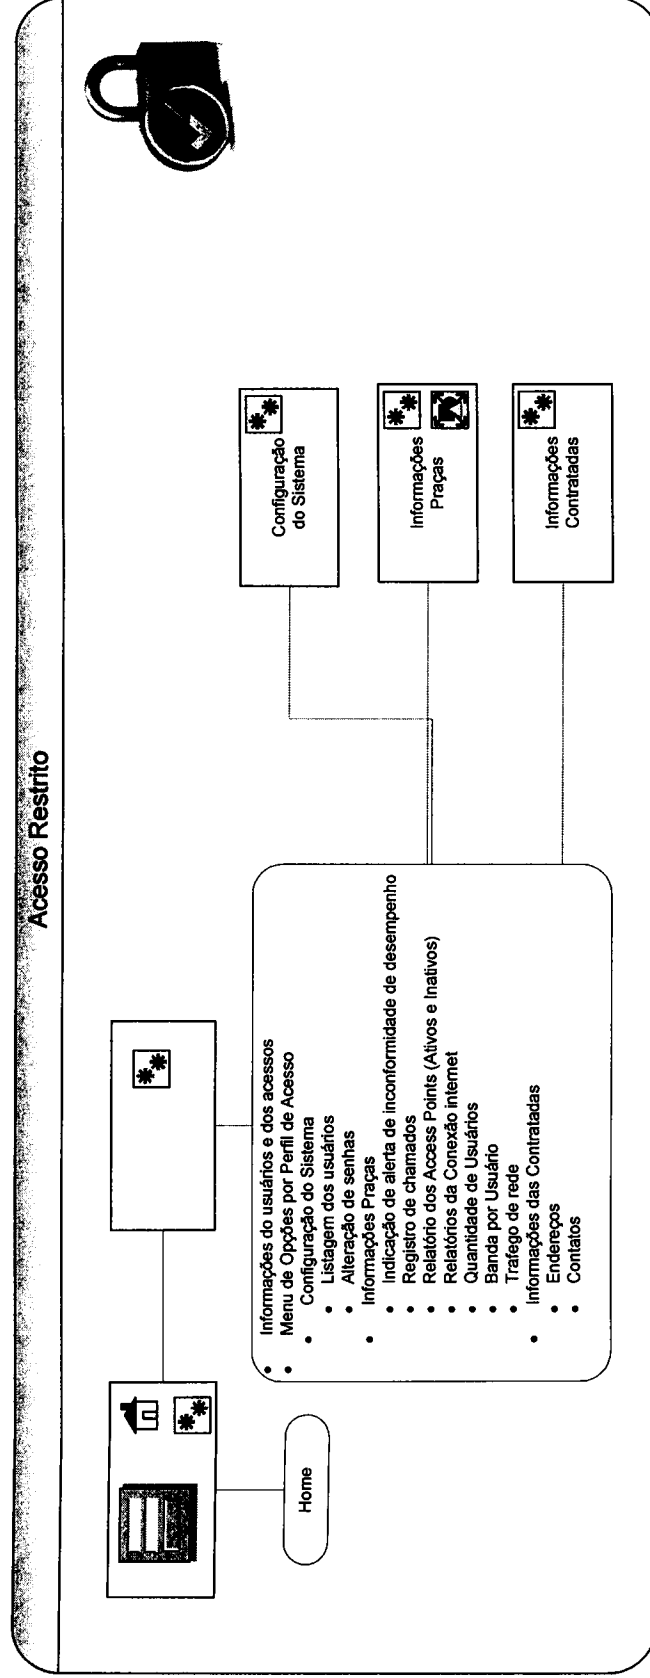 Acesso Restrito
Home
• Informações do usuários e dos acessos
• Menu de Opções por Perfil de Acesso
• Configuração do Sistema
• Listagem dos usuários
• Alteração de senhas
• Informações Praças
• Indicação de alerta de inconformidade de desempenho
• Registro de chamados
• Relatório dos Access Points (Ativos e Inativos)
• Relatórios da Conexão internet
• Quantidade de Usuários
• Banda por Usuário
• Trafego de rede
• Informações das Contratadas
• Endereços
• Contatos
Configuração
do Sistema
Informações
Praças
Informações
Contratadas